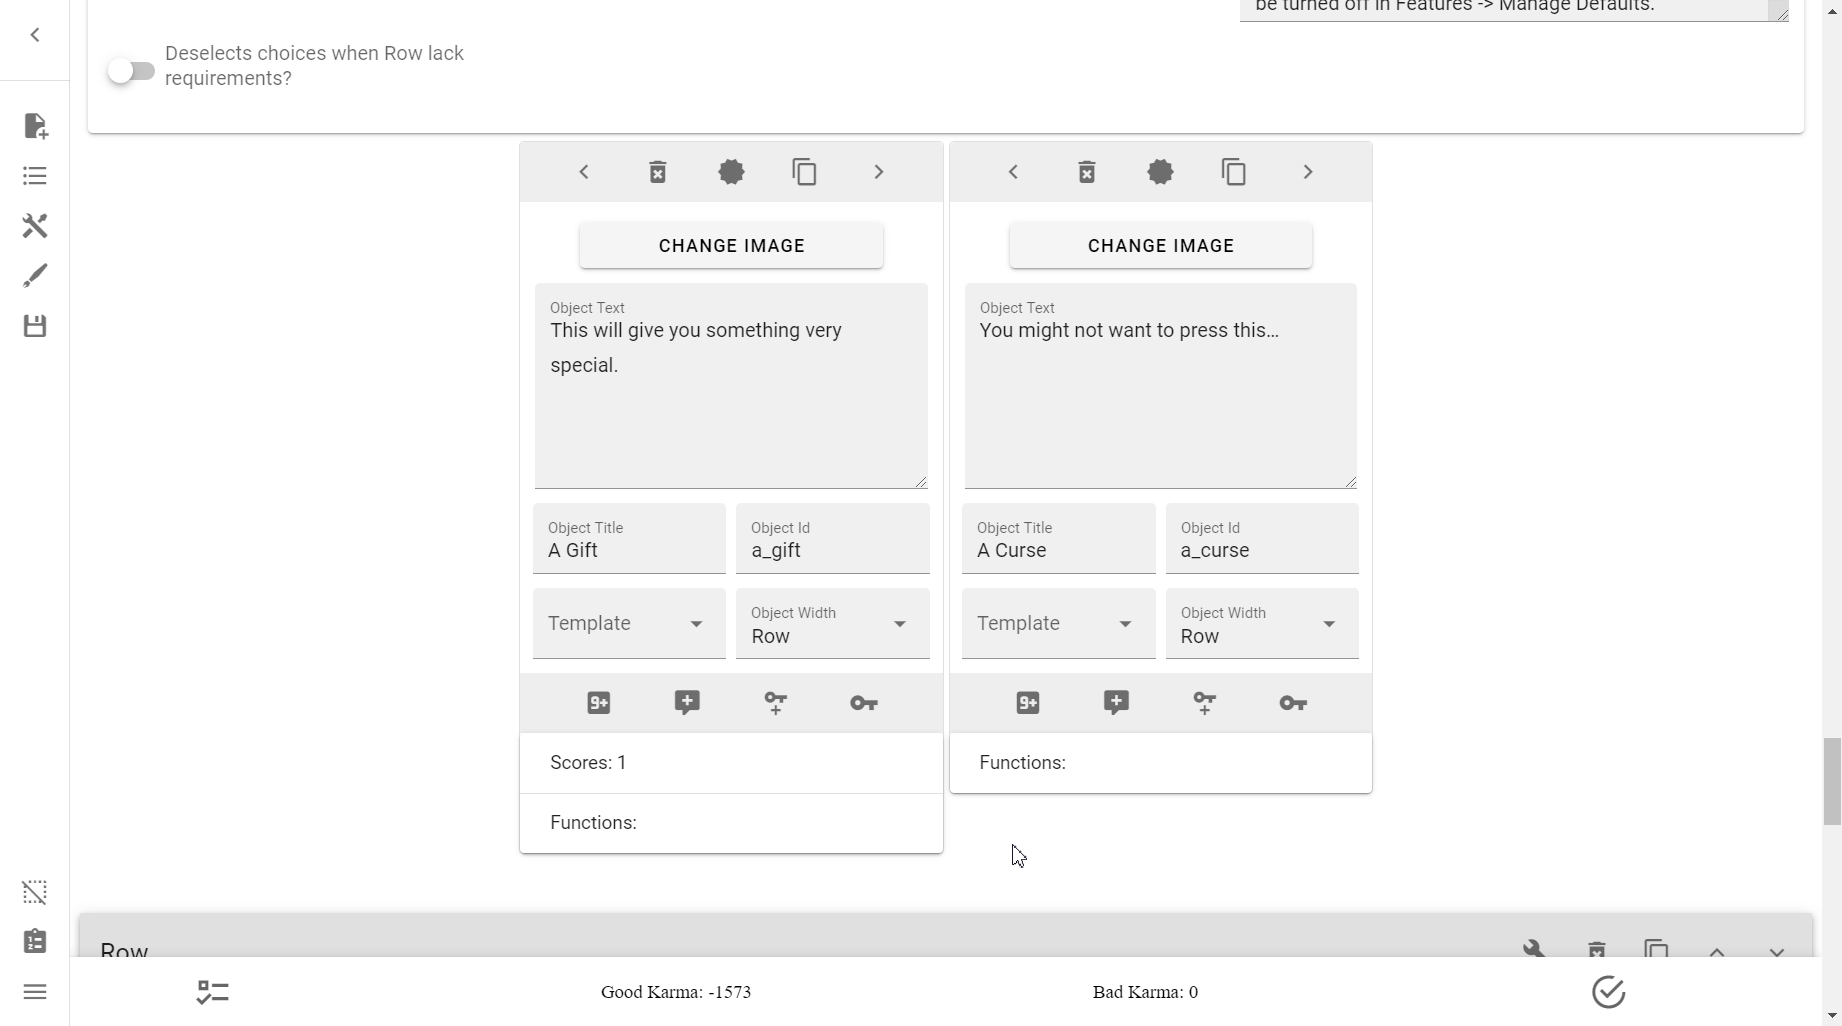 be turned off in Features -> Manage Defaults.
Deselects choices when Row lack
requirements?
CHANGE IMAGE
Object Text
This will give you something very
special.
Object Title
A Gift
Object Id
a_gift
Template
Object Width
Row
9+
Scores: 1
Functions:
CHANGE IMAGE
Object Text
You might not want to press this...
Object Title
A Curse
Object Id
a_curse
Template
Object Width
Row
9+
Functions:
Row
Good Karma: -1573
Bad Karma: 0